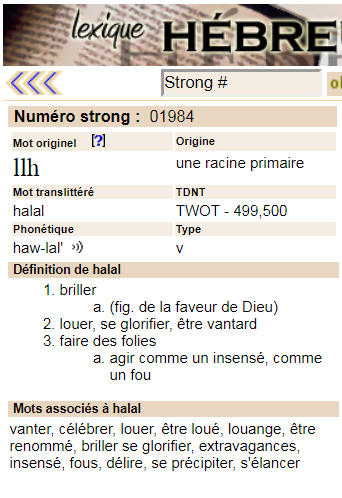 lexique HÉBREU
Strong #
Numéro strong : 01984
Mot originel [?] Origine
llh une racine primaire
Mot translittéré TDNT
halal TWOT - 499,500
Phonétique Type
haw-lal' v
Définition de halal
1. briller
a. (fig. de la faveur de Dieu)
2. louer, se glorifier, être vantard
3. faire des folies
a. agir comme un insensé, comme
un fou
Mots associés à halal
vanter, célébrer, louer, être loué, louange, être
renommé, briller se glorifier, extravagances,
insensé, fous, délire, se précipiter, s'élancer